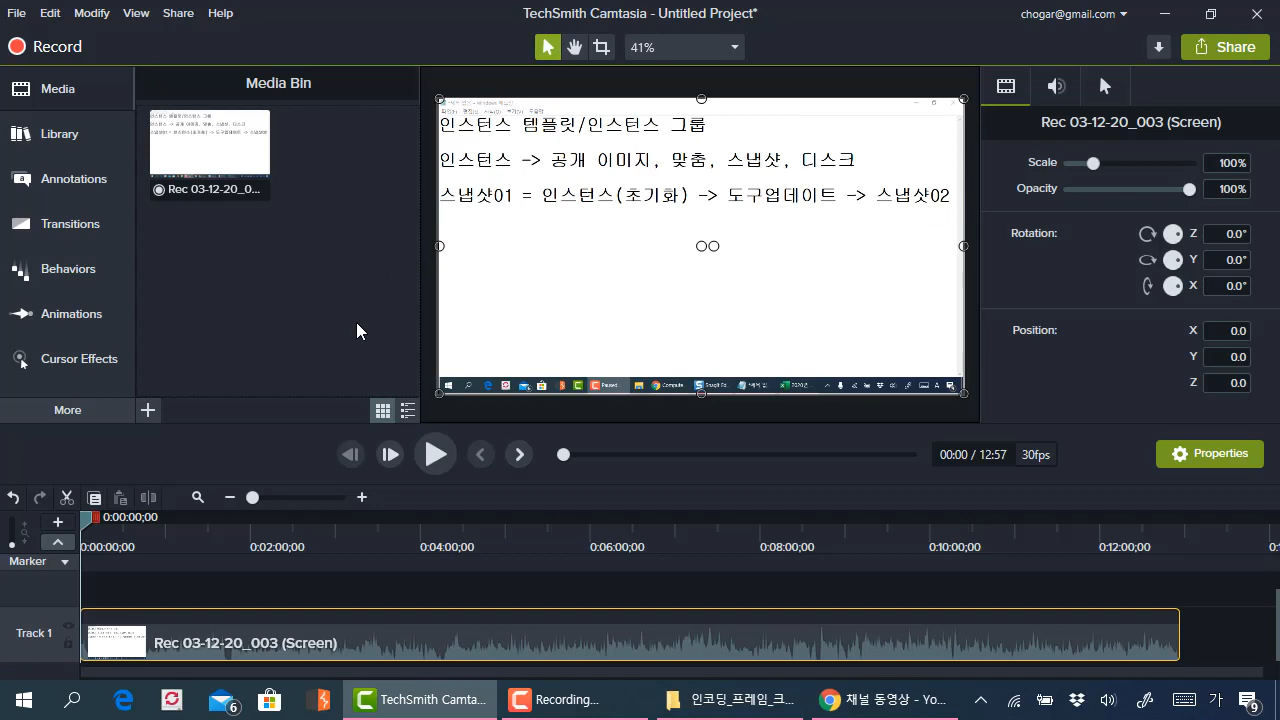 File Edit Modify View Share Help
TechSmith Camtasia - Untitled Project*
chogar@gmail.com
Record
41%
Share
Media
Library
Annotations
Transitions
Behaviors
Animations
Cursor Effects
More
Media Bin
Rec 03-12-20_0...
인스턴스 템플릿/인스턴스 그룹
인스턴스 -> 공개 이미지, 맞춤, 스냅샷, 디스크
스냅샷01 = 인스턴스(초기화) -> 도구업데이트 -> 스냅샷02
Rec 03-12-20_003 (Screen)
Scale 100%
Opacity 100%
Rotation: Z 0.0°
Y 0.0°
X 0.0°
Position: X 0.0
Y 0.0
Z 0.0
00:00 / 12:57 30fps
Properties
0:00:00;00
0:00:00;00 0:02:00;00 0:04:00;00 0:06:00;00 0:08:00;00 0:10:00;00 0:12:00;00
Marker
Track 1
Rec 03-12-20_003 (Screen)
6 TechSmith Camta... Recording... 인코딩_프레임_크... 채널 동영상 - Yo... 가 9